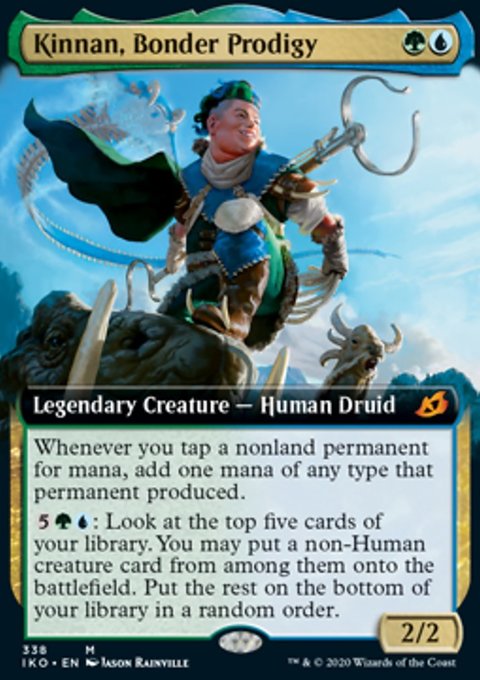 Kinnan, Bonder Prodigy
Legendary Creature — Human Druid
Whenever you tap a nonland permanent
for mana, add one mana of any type that
permanent produced.
5: Look at the top five cards of
your library. You may put a non-Human
creature card from among them onto the
battlefield. Put the rest on the bottom of
your library in a random order.
2/2
338 M
IKO • EN Jason Rainville
™ & © 2020 Wizards of the Coast